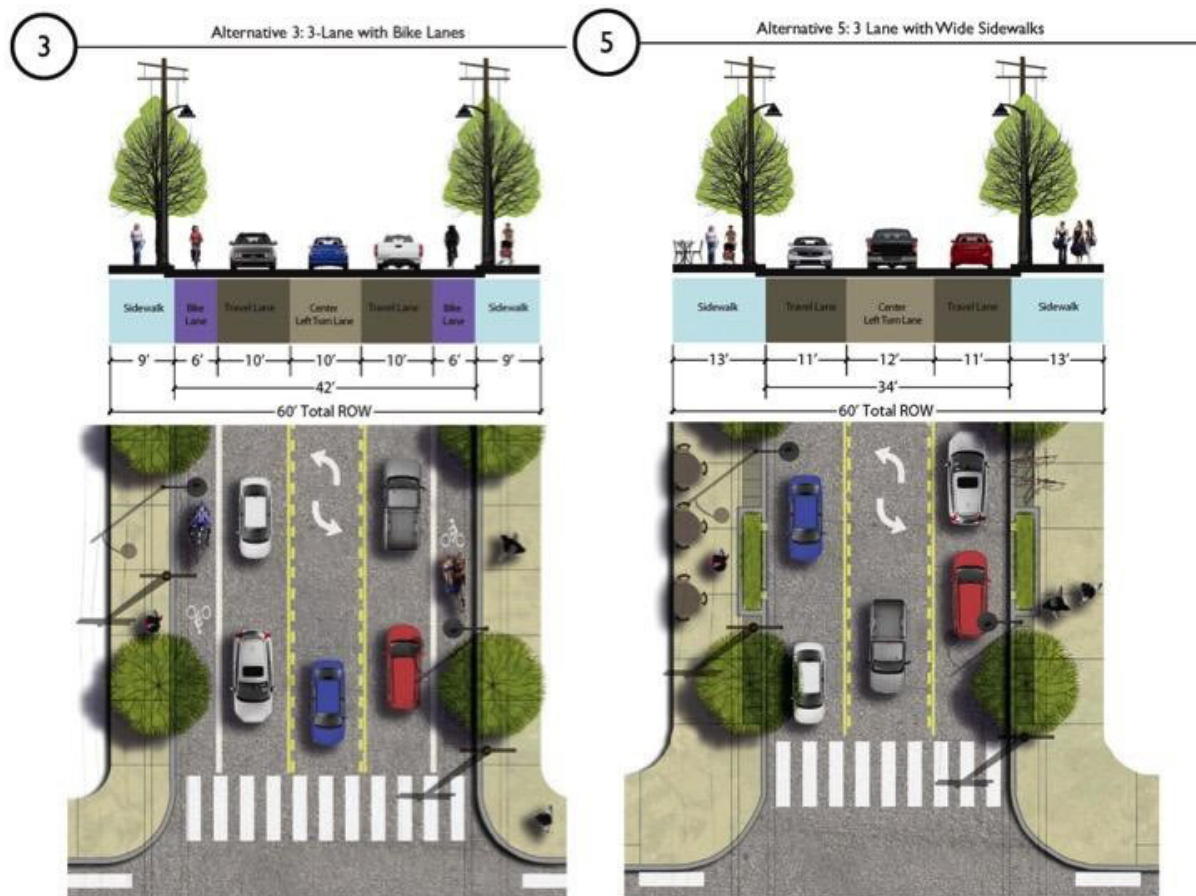 3
Alternative 3: 3-Lane with Bike Lanes
Sidewalk
Bike
Lane
Travel Lane
Center
Left Turn Lane
Travel Lane
Bike
Lane
Sidewalk
9' 6' 10' 10' 10' 6' 9'
42'
60' Total ROW
5
Alternative 5: 3 Lane with Wide Sidewalks
Sidewalk
Travel Lane
Center
Left Turn Lane
Travel Lane
Sidewalk
13' 11' 12' 11' 13'
34'
60' Total ROW